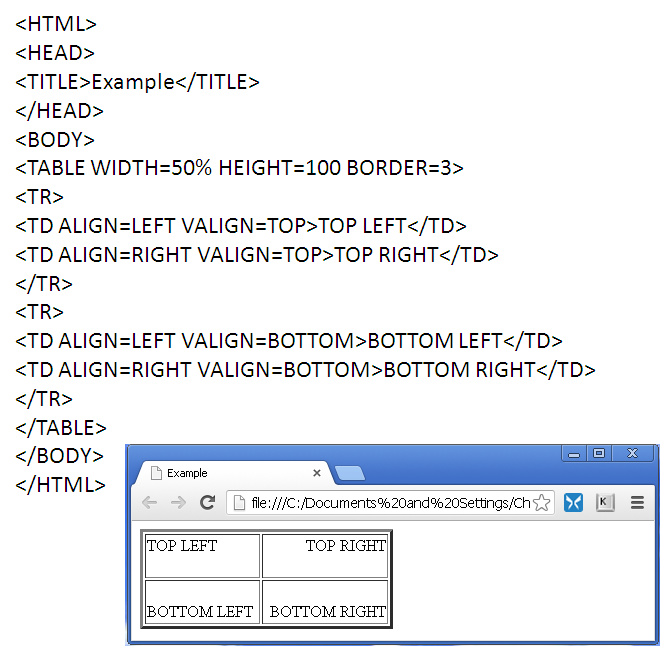 <HTML>
<HEAD>
<TITLE>Example</TITLE>
</HEAD>
<BODY>
<TABLE WIDTH=50% HEIGHT=100 BORDER=3>
<TR>
<TD ALIGN=LEFT VALIGN=TOP>TOP LEFT</TD>
<TD ALIGN=RIGHT VALIGN=TOP>TOP RIGHT</TD>
</TR>
<TR>
<TD ALIGN=LEFT VALIGN=BOTTOM>BOTTOM LEFT</TD>
<TD ALIGN=RIGHT VALIGN=BOTTOM>BOTTOM RIGHT</TD>
</TR>
</TABLE>
</BODY>
</HTML>
Example
file:///C:/Documents%20and%20Settings/Ch
K
TOP LEFT TOP RIGHT
BOTTOM LEFT BOTTOM RIGHT